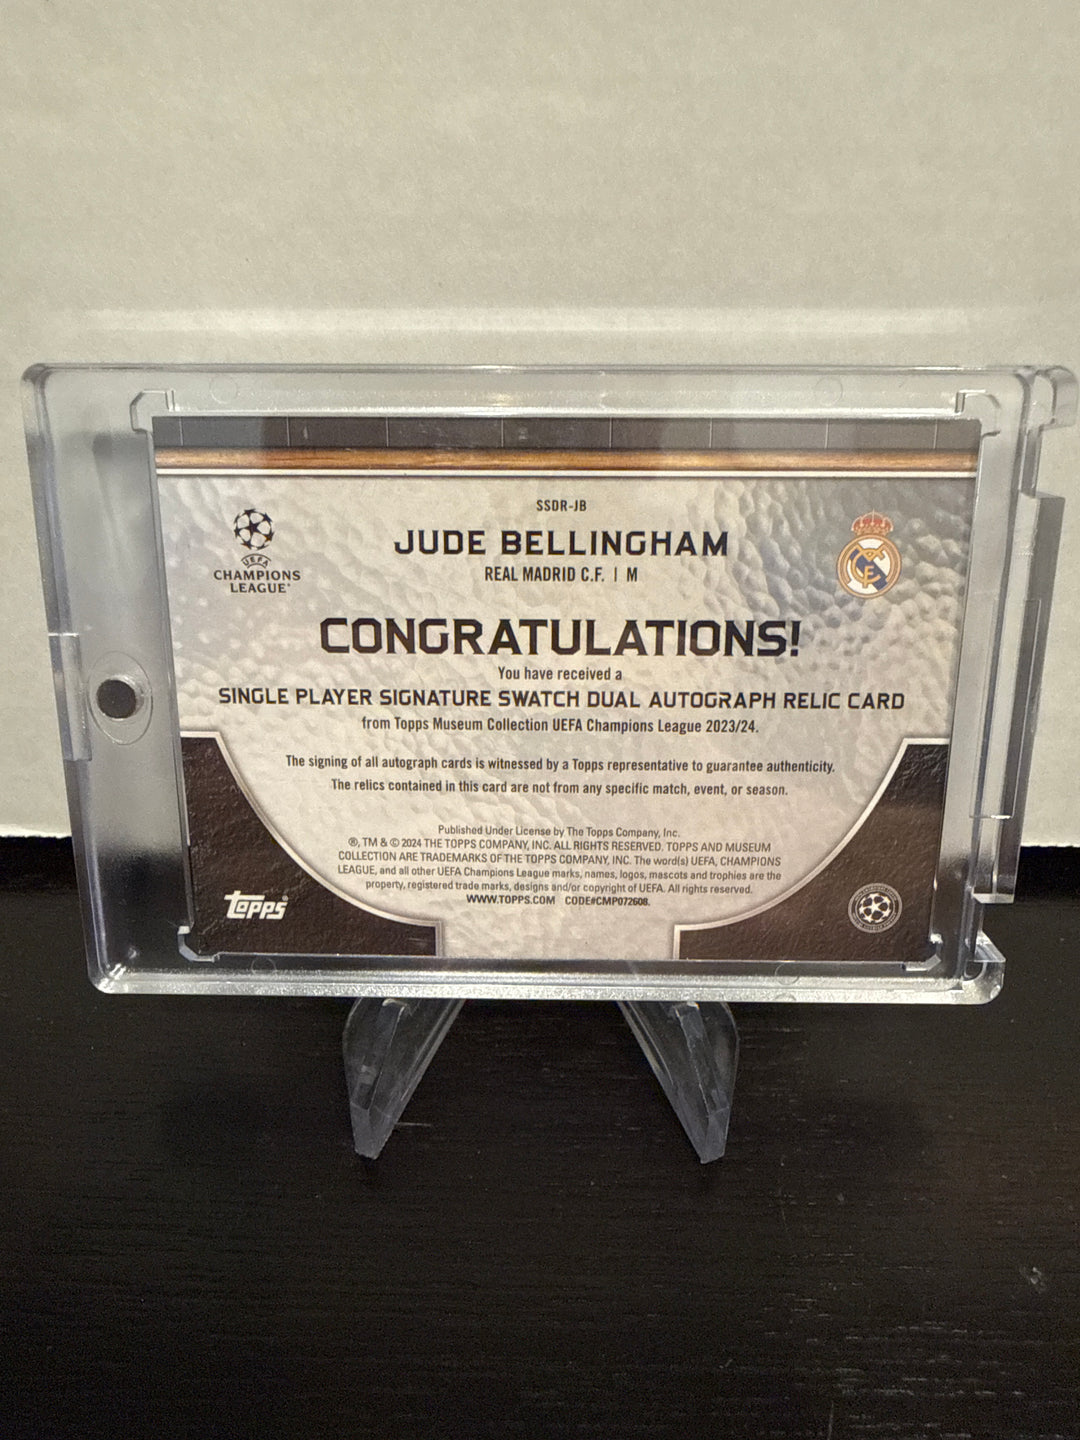 SSDR-JB
JUDE BELLINGHAM
REAL MADRID C.F. | M
UEFA
CHAMPIONS
LEAGUE®
CONGRATULATIONS!
You have received a
SINGLE PLAYER SIGNATURE SWATCH DUAL AUTOGRAPH RELIC CARD
from Topps Museum Collection UEFA Champions League 2023/24.
The signing of all autograph cards is witnessed by a Topps representative to guarantee authenticity.
The relics contained in this card are not from any specific match, event, or season.
Published Under License by The Topps Company, Inc.
®, TM & © 2024 THE TOPPS COMPANY, INC. ALL RIGHTS RESERVED. TOPPS AND MUSEUM
COLLECTION ARE TRADEMARKS OF THE TOPPS COMPANY, INC. The word(s) UEFA, CHAMPIONS
LEAGUE, and all other UEFA Champions League marks, names, logos, mascots and trophies are the
property, registered trade marks, designs and/or copyright of UEFA. All rights reserved.
WWW.TOPPS.COM CODE#CMP072608.
Topps®